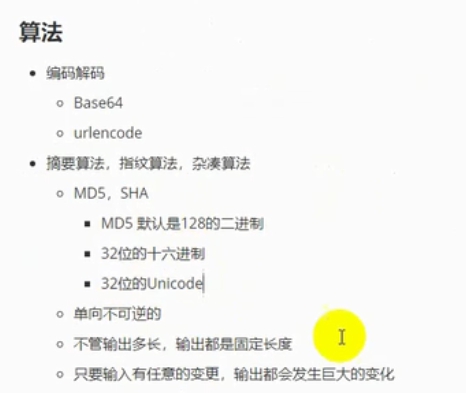 算法
编码解码
Base64
urlencode
摘要算法，指纹算法，杂凑算法
MD5，SHA
MD5 默认是128的二进制
32位的十六进制
32位的Unicode
单向不可逆的
不管输出多长，输出都是固定长度
只要输入有任意的变更，输出都会发生巨大的变化